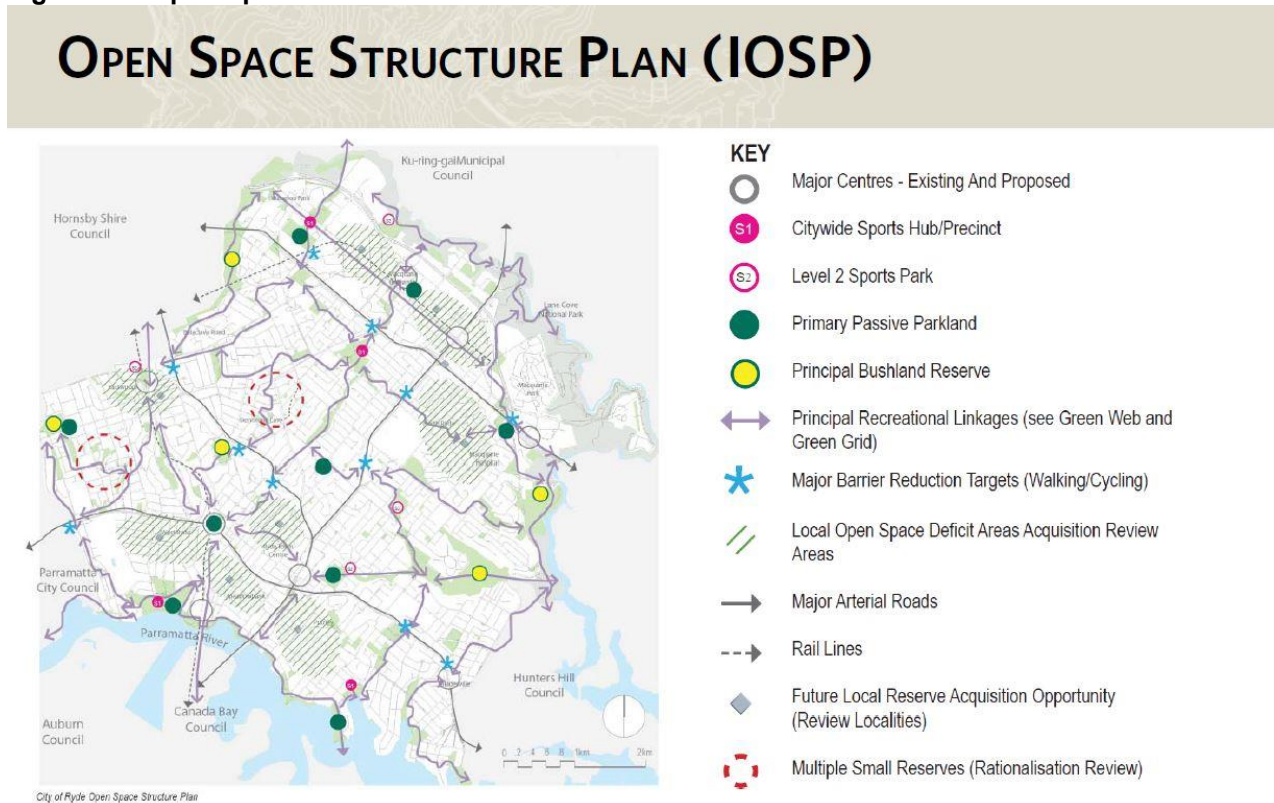 OPEN SPACE STRUCTURE PLAN (IOSP)
Ku-ring-gai Municipal
Council
Hornsby Shire
Council
Lane Cove
National Park
Macquarie
Park
Macquarie
Hospital
Parramatta
City Council
Parramatta River
Auburn
Council
Canada Bay
Council
Hunters Hill
Council
0 .2 .4 .6 .8 1km 2km
City of Ryde Open Space Structure Plan
KEY
Major Centres - Existing And Proposed
S1
Citywide Sports Hub/Precinct
S2
Level 2 Sports Park
Primary Passive Parkland
Principal Bushland Reserve
Principal Recreational Linkages (see Green Web and
Green Grid)
Major Barrier Reduction Targets (Walking/Cycling)
Local Open Space Deficit Areas Acquisition Review
Areas
Major Arterial Roads
Rail Lines
Future Local Reserve Acquisition Opportunity
(Review Localities)
Multiple Small Reserves (Rationalisation Review)